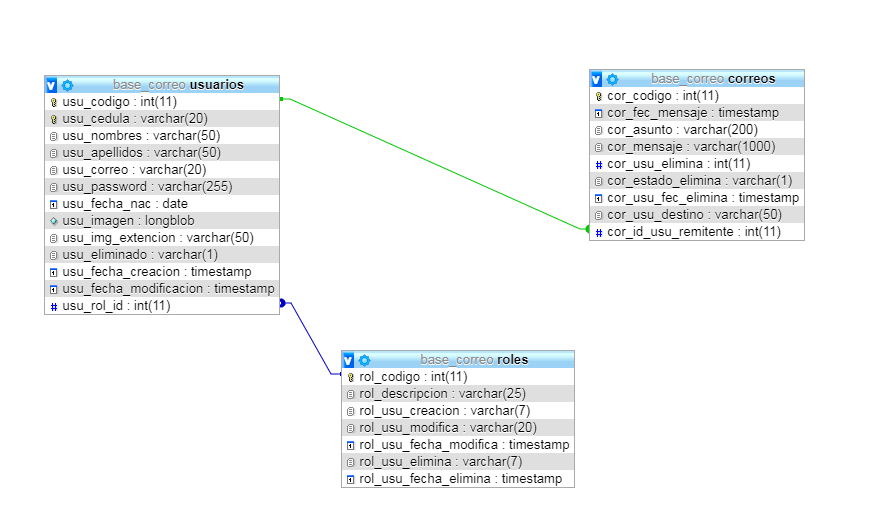 base_correo usuarios
usu_codigo : int(11)
usu_cedula : varchar(20)
usu_nombres : varchar(50)
usu_apellidos : varchar(50)
usu_correo : varchar(20)
usu_password : varchar(255)
usu_fecha_nac : date
usu_imagen : longblob
usu_img_extencion : varchar(50)
usu_eliminado : varchar(1)
usu_fecha_creacion : timestamp
usu_fecha_modificacion : timestamp
usu_rol_id : int(11)
base_correo correos
cor_codigo : int(11)
cor_fec_mensaje : timestamp
cor_asunto : varchar(200)
cor_mensaje : varchar(1000)
cor_usu_elimina : int(11)
cor_estado_elimina : varchar(1)
cor_usu_fec_elimina : timestamp
cor_usu_destino : varchar(50)
cor_id_usu_remitente : int(11)
base_correo roles
rol_codigo : int(11)
rol_descripcion : varchar(25)
rol_usu_creacion : varchar(7)
rol_usu_modifica : varchar(20)
rol_usu_fecha_modifica : timestamp
rol_usu_elimina : varchar(7)
rol_usu_fecha_elimina : timestamp